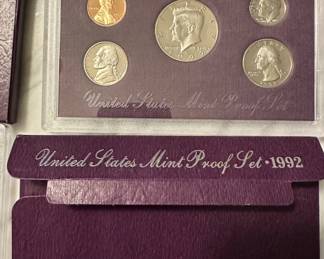 United States Mint Proof Set
United States Mint Proof Set · 1992